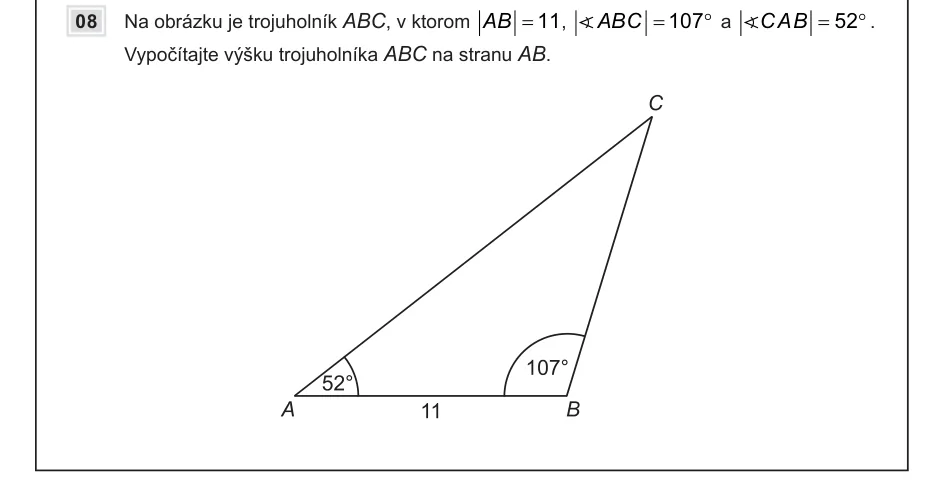 08 Na obrázku je trojuholník ABC, v ktorom |AB| = 11, |∢ABC| = 107° a |∢CAB| = 52°.
Vypočítajte výšku trojuholníka ABC na stranu AB.
C
107°
52°
A
11
B